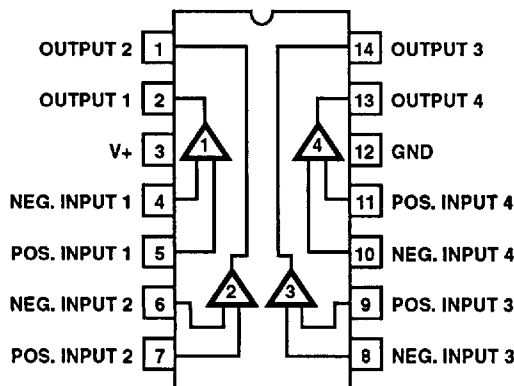 OUTPUT 2 1 14 OUTPUT 3
OUTPUT 1 2 13 OUTPUT 4
V+ 3 1 4 12 GND
NEG. INPUT 1 4 11 POS. INPUT 4
POS. INPUT 1 5 10 NEG. INPUT 4
NEG. INPUT 2 6 2 3 9 POS. INPUT 3
POS. INPUT 2 7 8 NEG. INPUT 3